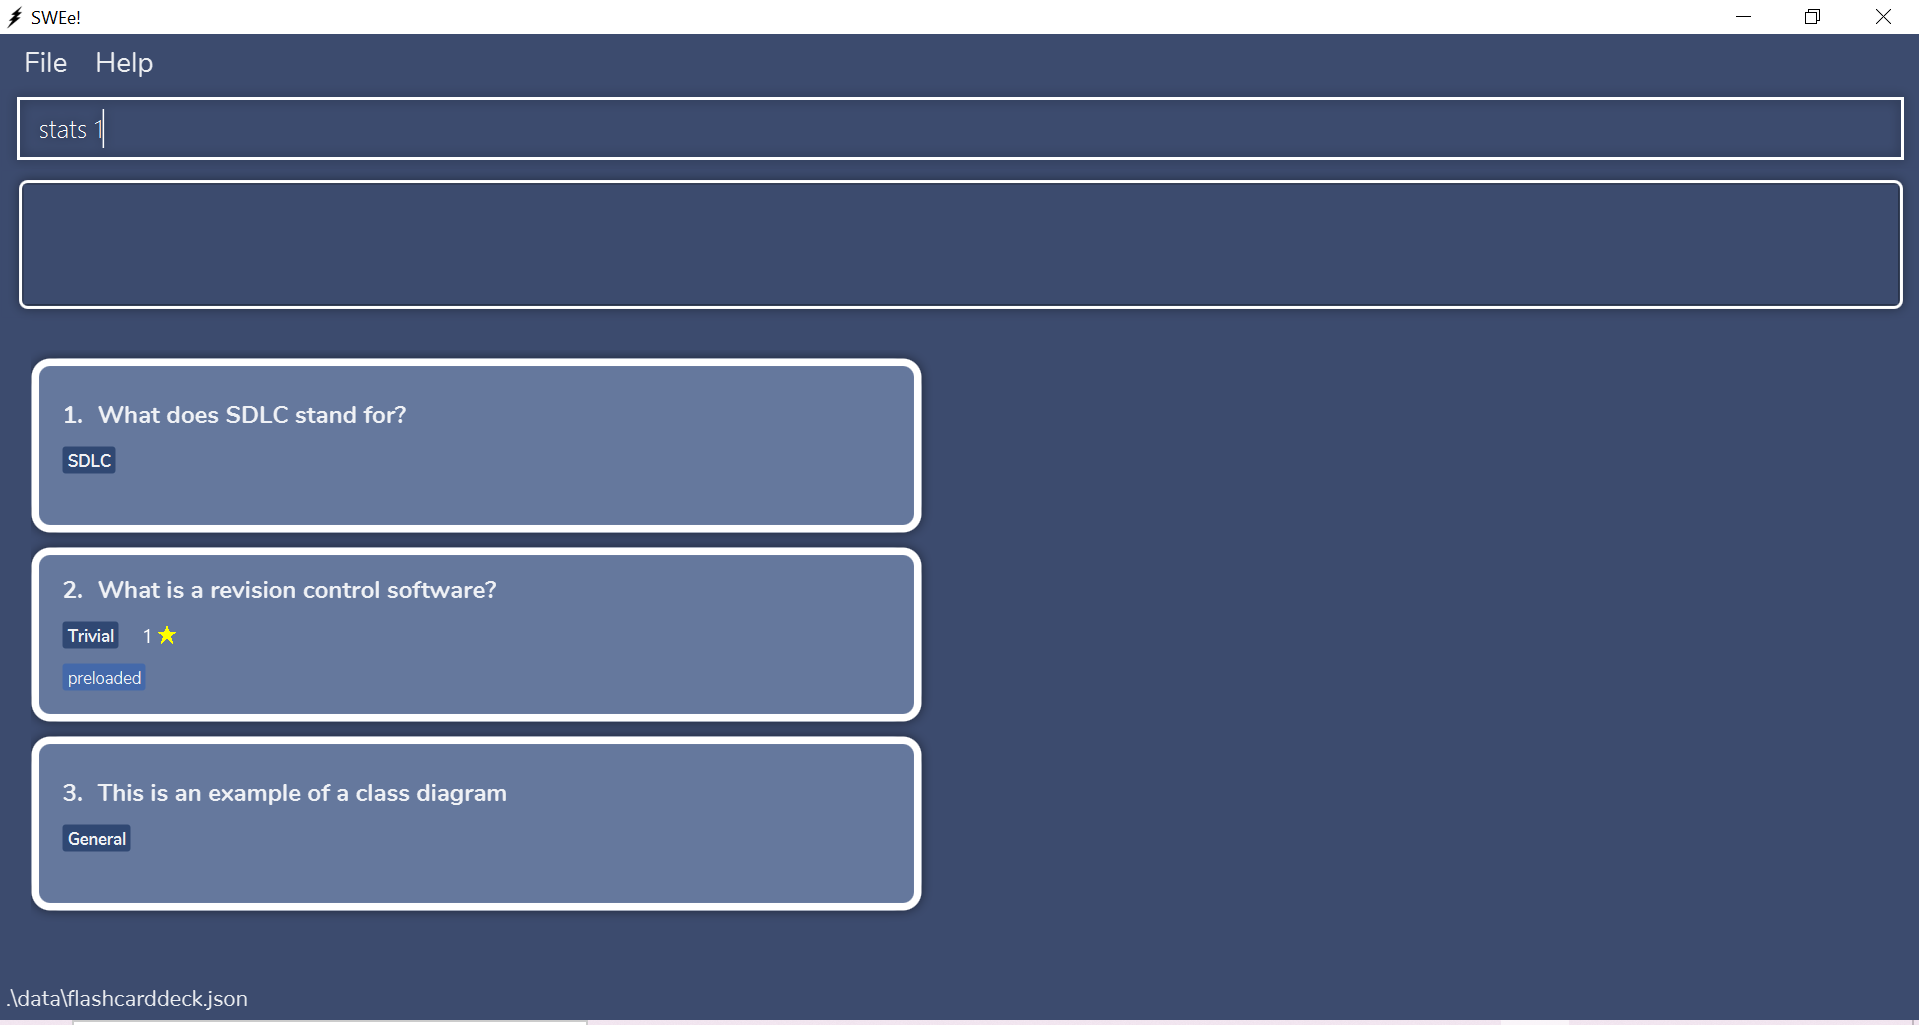 SWEe!
File Help
stats 1
1. What does SDLC stand for?
SDLC
2. What is a revision control software?
Trivial 1
preloaded
3. This is an example of a class diagram
General
.\data\flashcarddeck.json